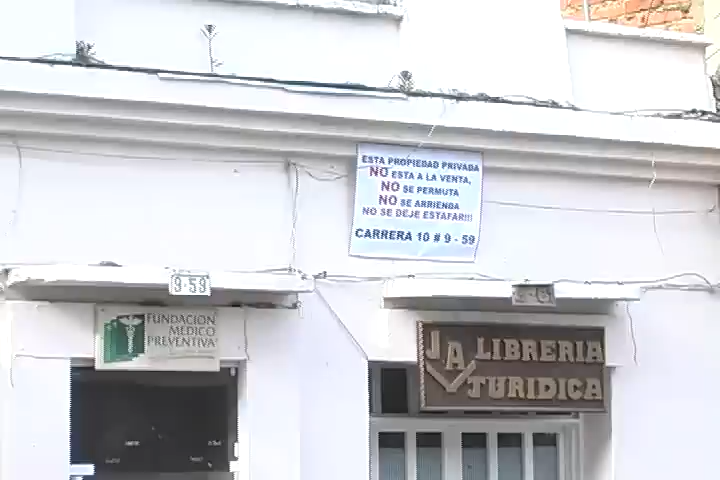 ESTA PROPIEDAD PRIVADA
NO ESTA A LA VENTA,
NO SE PERMUTA
NO SE ARRIENDA
NO SE DEJE ESTAFAR!!!
CARRERA 10 # 9 - 59
9-59
FUNDACION
MEDICO
PREVENTIVA
JA LIBRERIA
JURIDICA